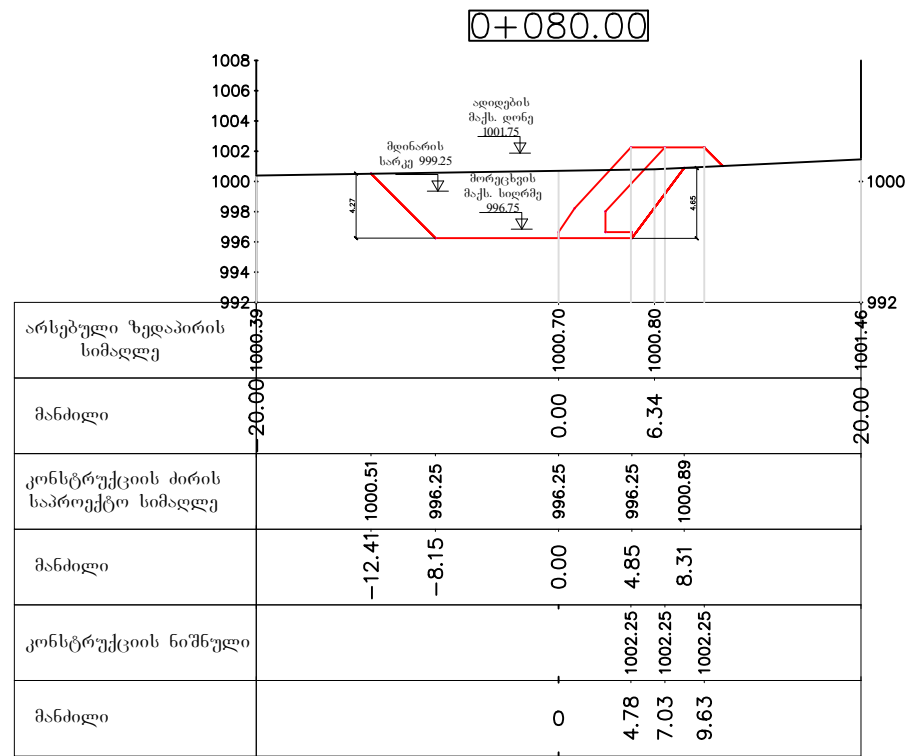 0+080.00
1008
1006
1004
1002
1000
998
996
994
992
1000
992
ადიდების
მაქს. დონე
1001.75
მდინარის
სარკე 999.25
მორეცხვის
მაქს. სიღრმე
996.75
4.27
4.65
არსებული ზედაპირის
სიმაღლე
1000.39
1000.70
1000.80
1001.46
მანძილი
-20.00
0.00
6.34
20.00
კონსტრუქციის ძირის
საპროექტო სიმაღლე
1000.51
996.25
996.25
996.25
1000.89
მანძილი
-12.41
-8.15
0.00
4.85
8.31
კონსტრუქციის ნიშნული
1002.25
1002.25
1002.25
მანძილი
0
4.78
7.03
9.63